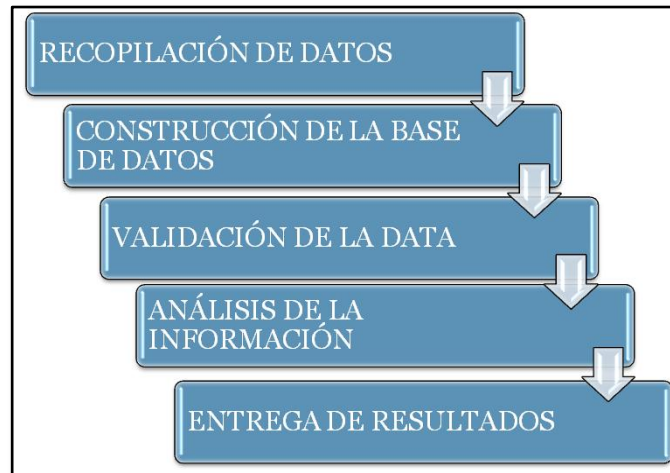 RECOPILACIÓN DE DATOS
CONSTRUCCIÓN DE LA BASE
DE DATOS
VALIDACIÓN DE LA DATA
ANÁLISIS DE LA
INFORMACIÓN
ENTREGA DE RESULTADOS